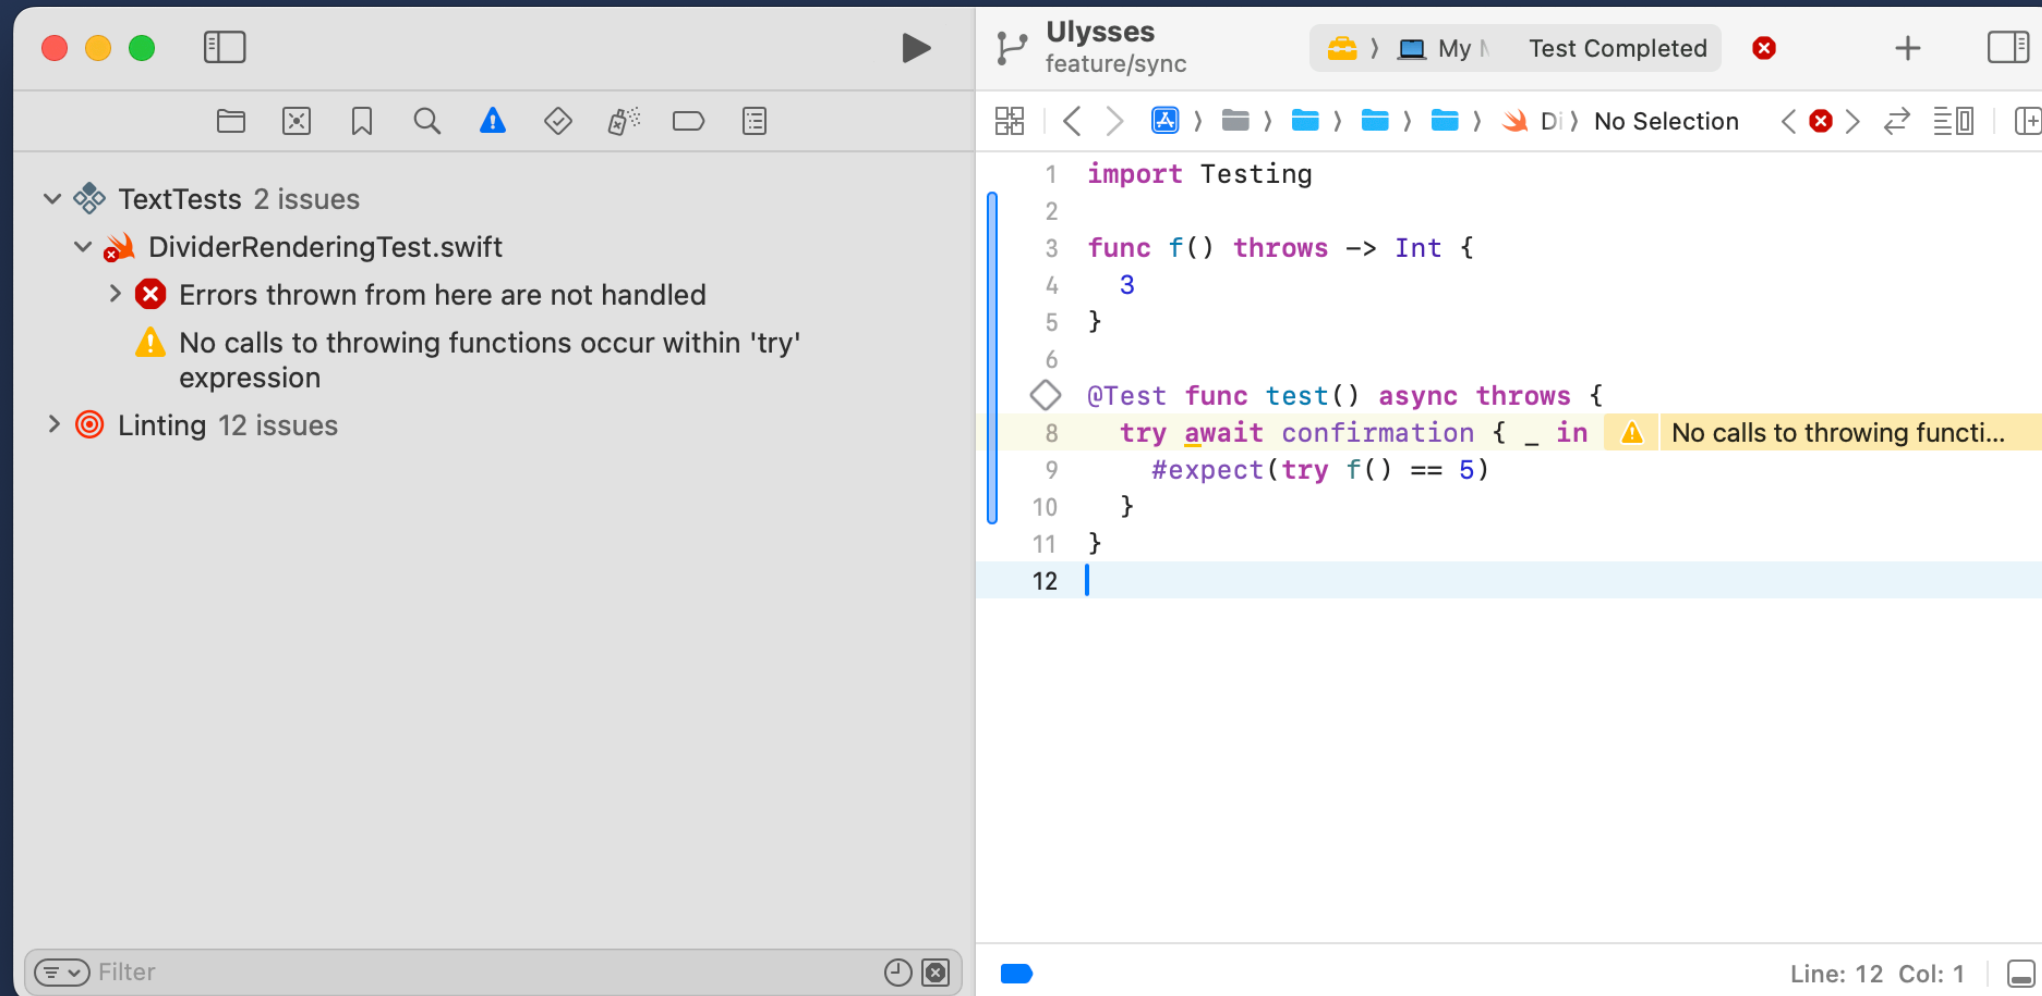 Ulysses
feature/sync
My
Test Completed
Di
No Selection
TextTests 2 issues
DividerRenderingTest.swift
Errors thrown from here are not handled
No calls to throwing functions occur within 'try'
expression
Linting 12 issues
Filter
1 import Testing
2
3 func f() throws -> Int {
4 3
5 }
6
@Test func test() async throws {
8 try await confirmation { _ in
No calls to throwing functi...
9 #expect(try f() == 5)
10 }
11 }
12
Line: 12 Col: 1